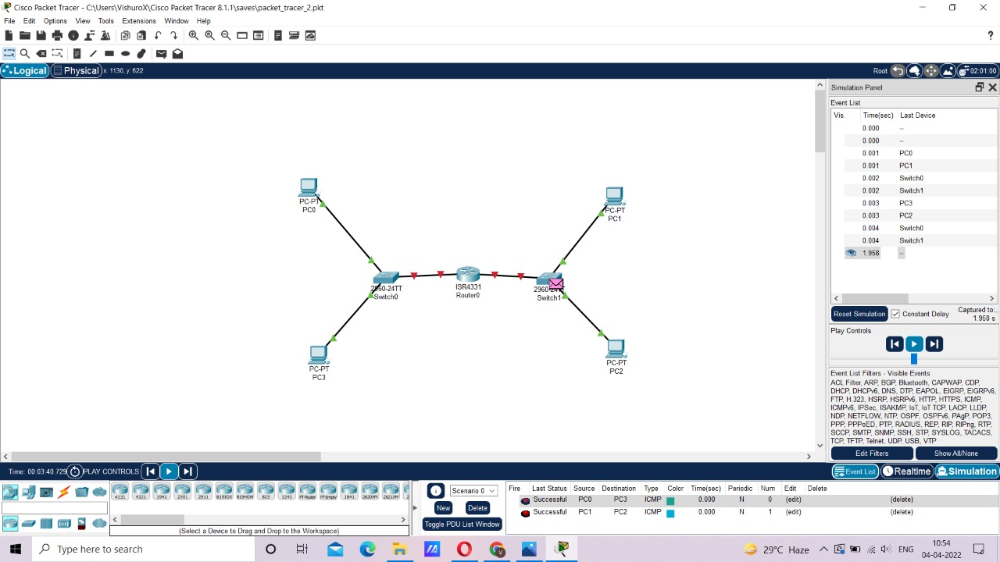 Cisco Packet Tracer - C:\Users\VishuroX\Cisco Packet Tracer 8.1.1\saves\packet_tracer_2.pkt
File Edit Options View Tools Extensions Window Help
?
Logical Physical x: 1130, y: 622 Root 02:01:00
Simulation Panel
Event List
Vis. Time(sec) Last Device
0.000 --
0.000 --
0.001 PC0
0.001 PC1
0.002 Switch0
0.002 Switch1
0.003 PC3
0.003 PC2
0.004 Switch0
0.004 Switch1
1.958 --
Reset Simulation Constant Delay Captured to:
1.958 s
Play Controls
Event List Filters - Visible Events
ACL Filter, ARP, BGP, Bluetooth, CAPWAP, CDP,
DHCP, DHCPv6, DNS, DTP, EAPOL, EIGRP, EIGRPv6,
FTP, H.323, HSRP, HSRPv6, HTTP, HTTPS, ICMP,
ICMPv6, IPSec, ISAKMP, IoT, IoT TCP, LACP, LLDP,
NDP, NETFLOW, NTP, OSPF, OSPFv6, PAgP, POP3,
PPP, PPPoED, PTP, RADIUS, REP, RIP, RIPng, RTP,
SCCP, SMTP, SNMP, SSH, STP, SYSLOG, TACACS,
TCP, TFTP, Telnet, UDP, USB, VTP
Edit Filters Show All/None
PC-PT
PC0
PC-PT
PC1
2960-24TT
Switch0
ISR4331
Router0
2960-24TT
Switch1
PC-PT
PC3
PC-PT
PC2
Time: 00:03:40.729 PLAY CONTROLS: Event List Realtime Simulation
4331 4321 1941 2901 2911 819IOX 819HGW 829 1240 PT-Router PT-Empty 1841 2620XM 2621XM
(Select a Device to Drag and Drop to the Workspace)
Scenario 0
New Delete
Toggle PDU List Window
Fire Last Status Source Destination Type Color Time(sec) Periodic Num Edit Delete
Successful PC0 PC3 ICMP 0.000 N 0 (edit) (delete)
Successful PC1 PC2 ICMP 0.000 N 1 (edit) (delete)
Type here to search
29°C Haze ENG 10:54
04-04-2022